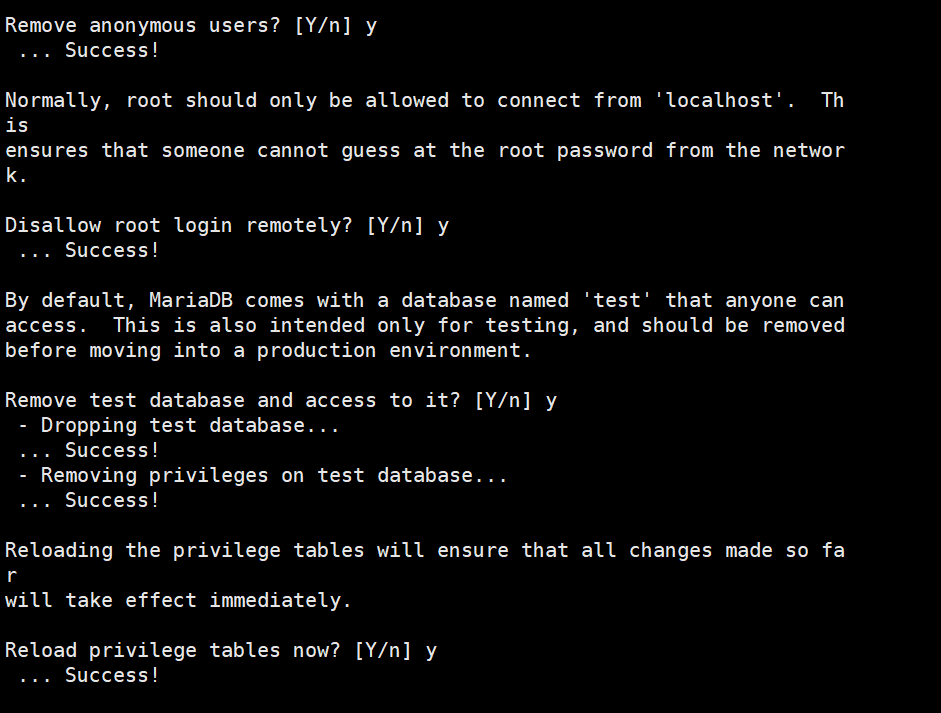 Remove anonymous users? [Y/n] y
 ... Success!
Normally, root should only be allowed to connect from 'localhost'.  Th
is
ensures that someone cannot guess at the root password from the networ
k.
Disallow root login remotely? [Y/n] y
 ... Success!
By default, MariaDB comes with a database named 'test' that anyone can
access.  This is also intended only for testing, and should be removed
before moving into a production environment.
Remove test database and access to it? [Y/n] y
 - Dropping test database...
 ... Success!
 - Removing privileges on test database...
 ... Success!
Reloading the privilege tables will ensure that all changes made so fa
r
will take effect immediately.
Reload privilege tables now? [Y/n] y
 ... Success!